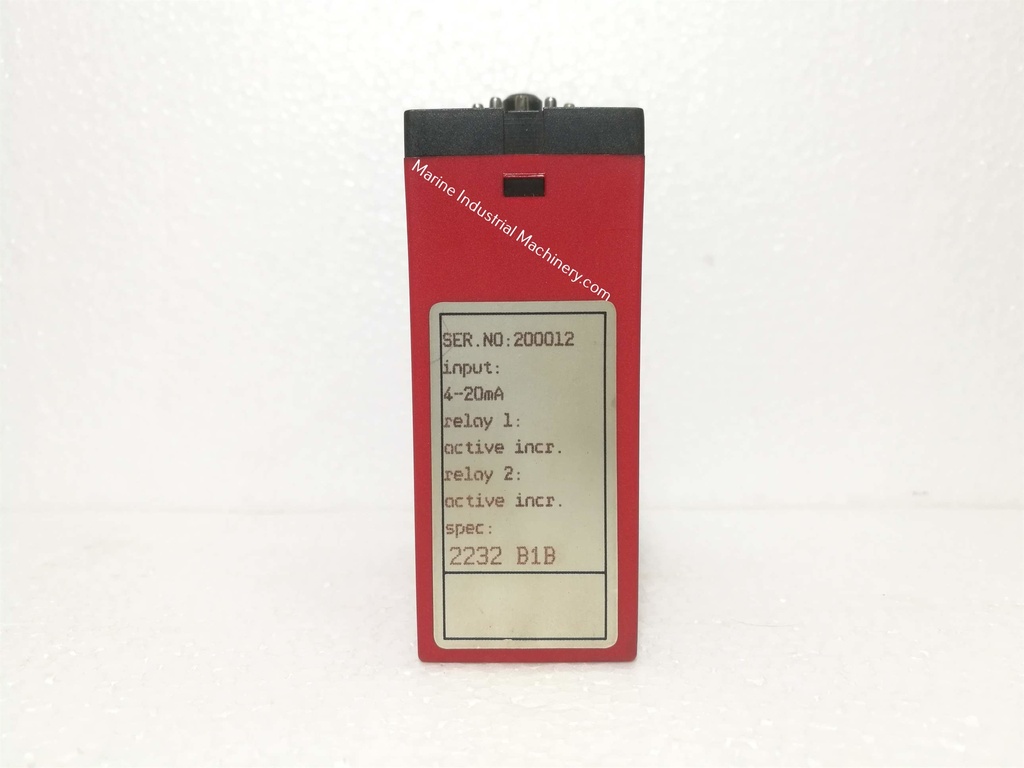 Marine Industrial Machinery.com
SER.NO:200012
input:
4-20mA
relay 1:
active incr.
relay 2:
active incr.
spec:
2232 B1B